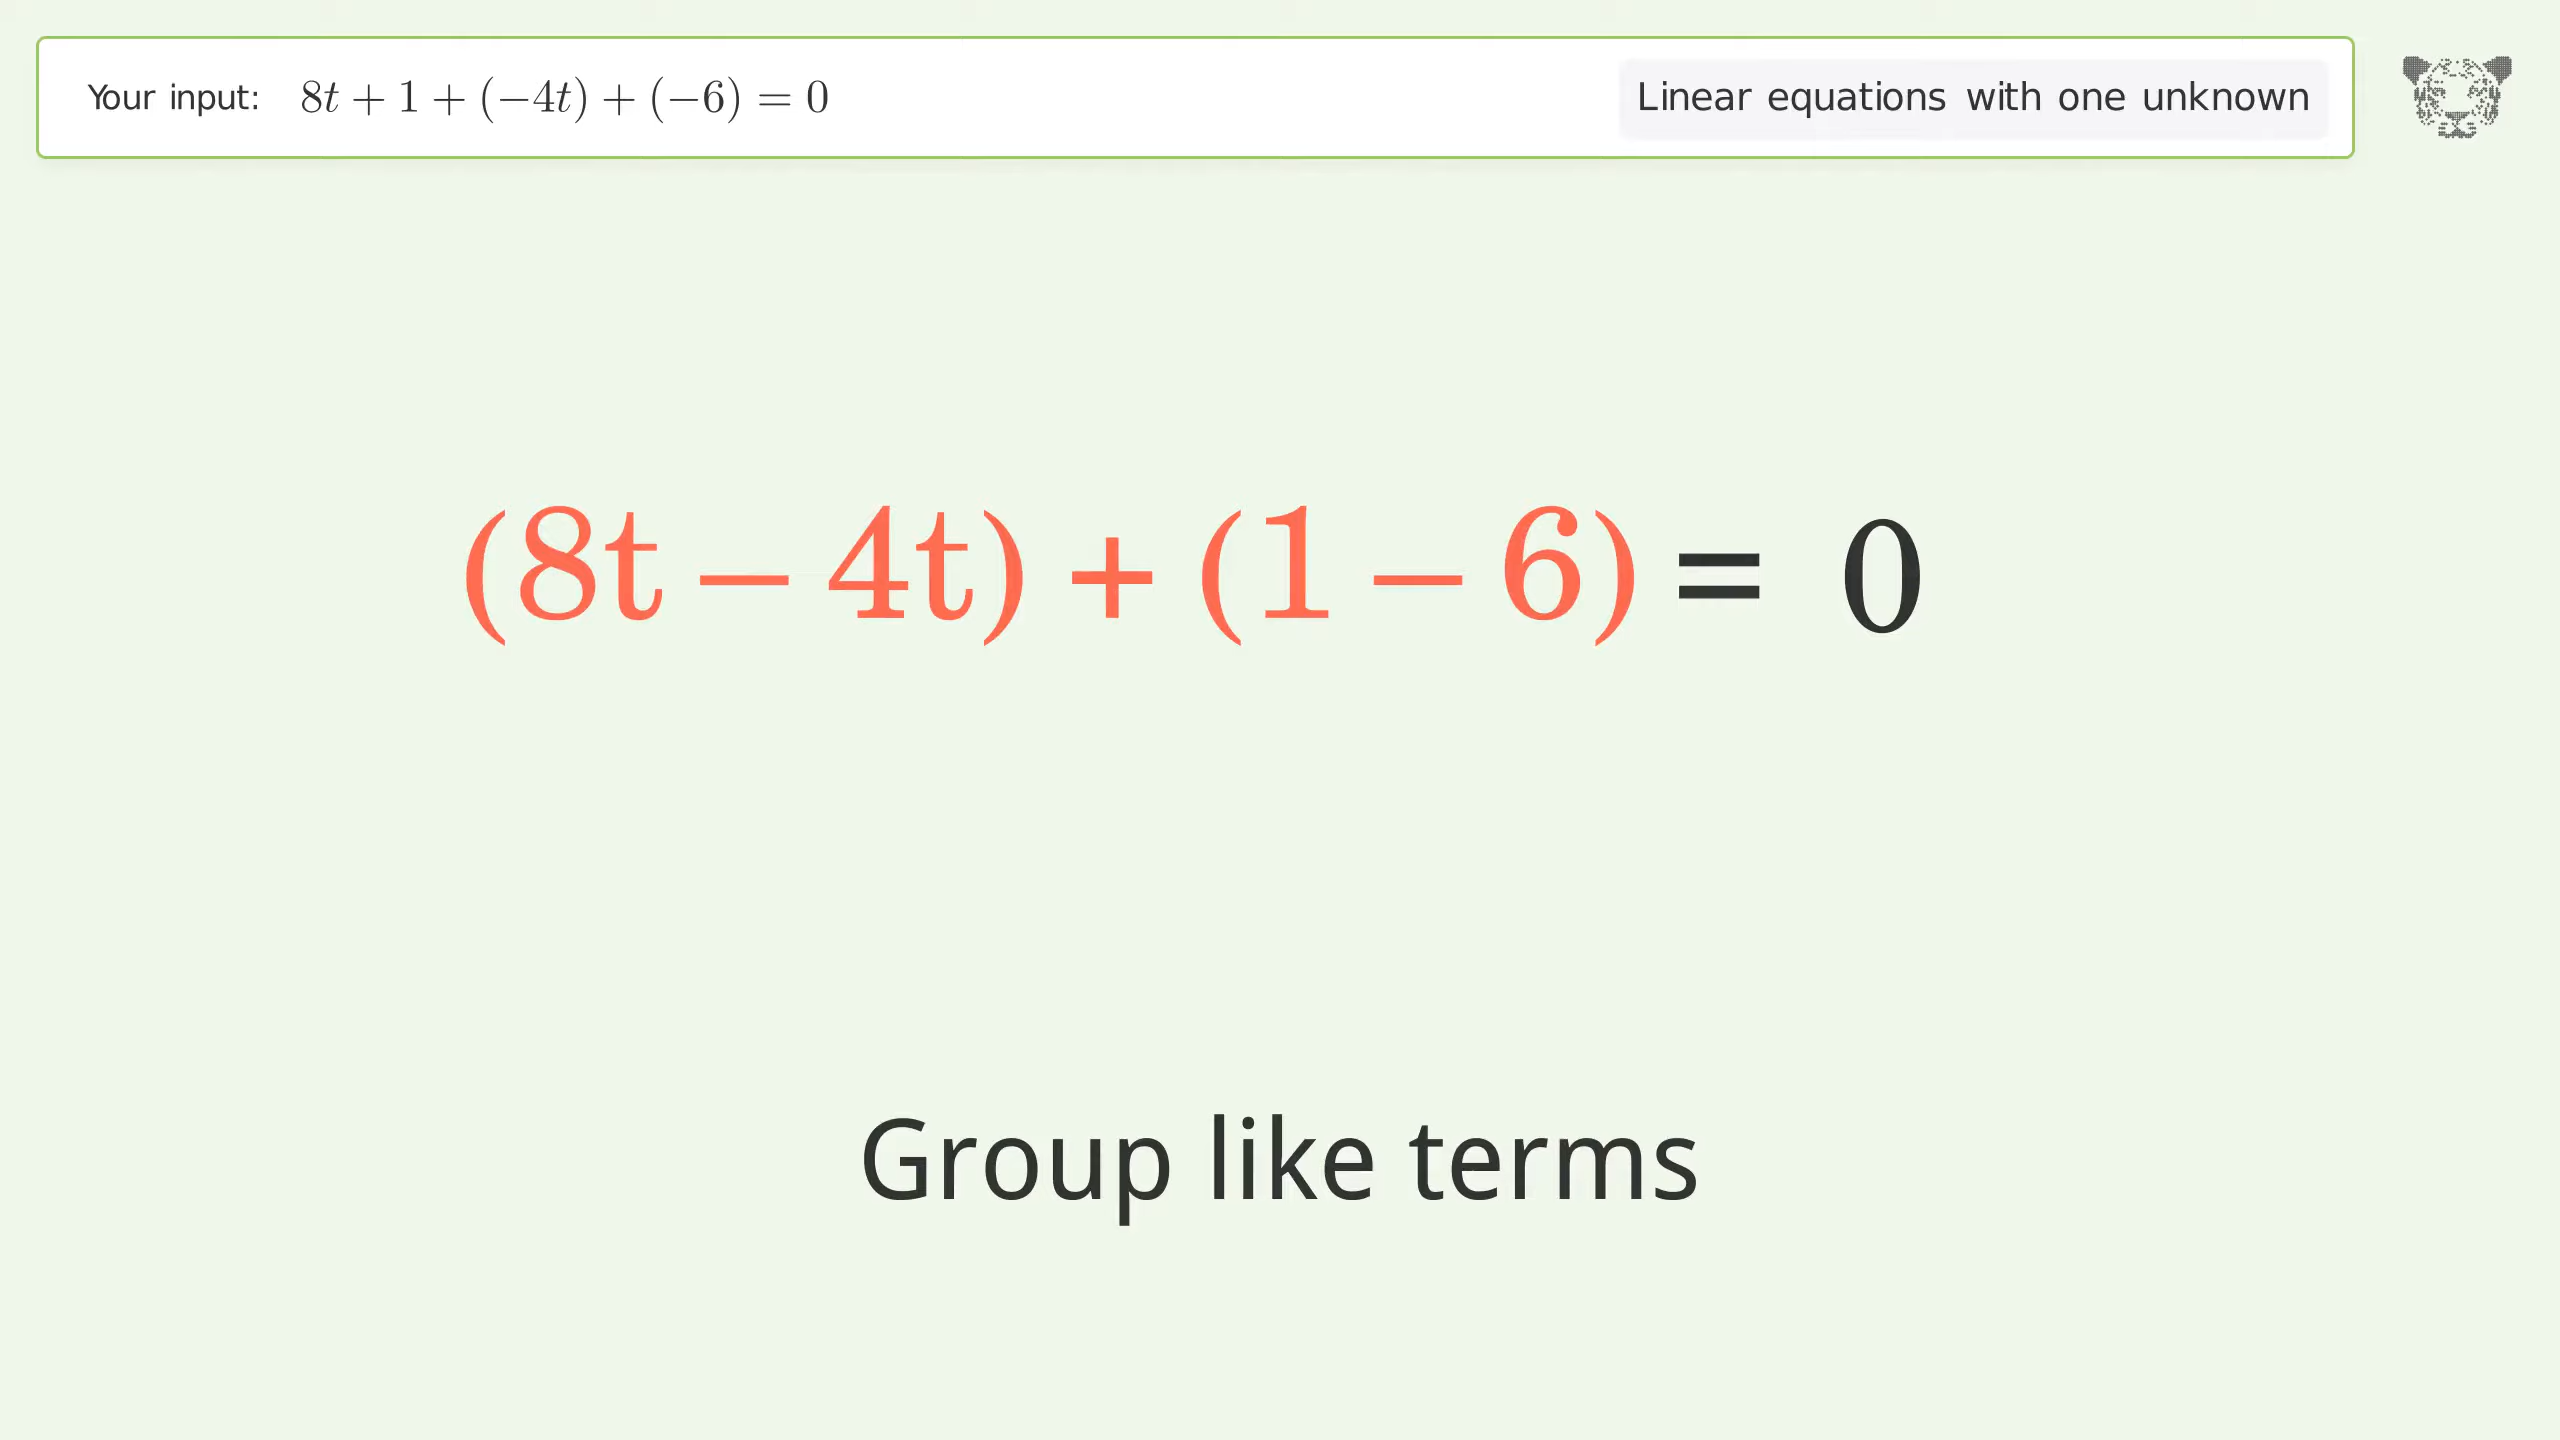 Your input: 8t + 1 + (−4t) + (−6) = 0
Linear equations with one unknown
(8t − 4t) + (1 − 6) = 0
Group like terms